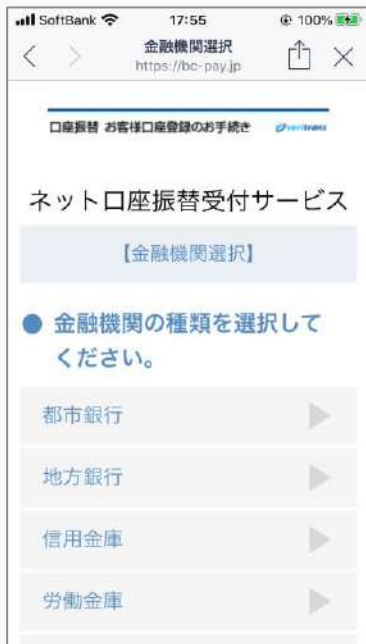 SoftBank 17:55 100%
金融機関選択
https://bc-pay.jp
口座振替 お客様口座登録のお手続き veritrans
ネット口座振替受付サービス
【金融機関選択】
● 金融機関の種類を選択して
ください。
都市銀行
地方銀行
信用金庫
労働金庫